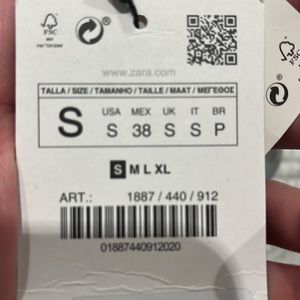 FSC
www.zara.com
TALLA / SIZE / TAMANHO / TAILLE / MAAT / ΜΕΓΕΘΟΣ
S
USA MEX UK IT BR
S 38 S S P
S M L XL
ART.: 1887 / 440 / 912
01887440912020
FSC